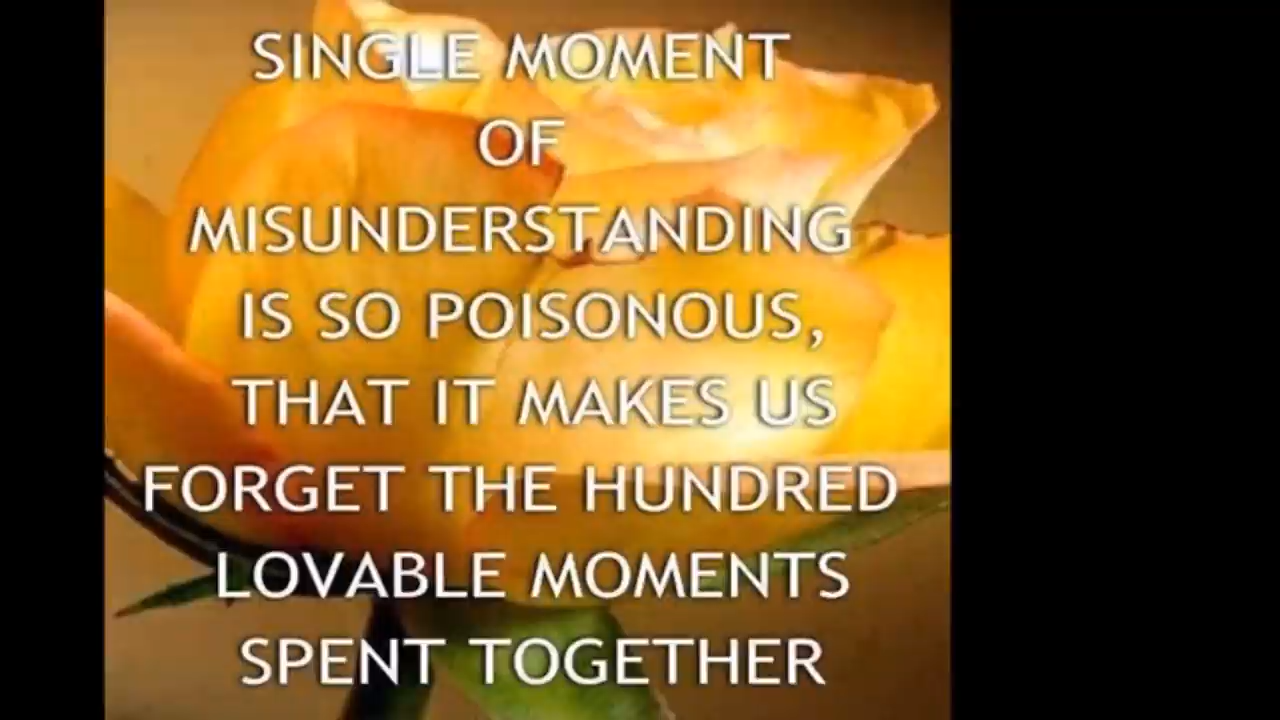 SINGLE MOMENT
OF
MISUNDERSTANDING
IS SO POISONOUS,
THAT IT MAKES US
FORGET THE HUNDRED
LOVABLE MOMENTS
SPENT TOGETHER